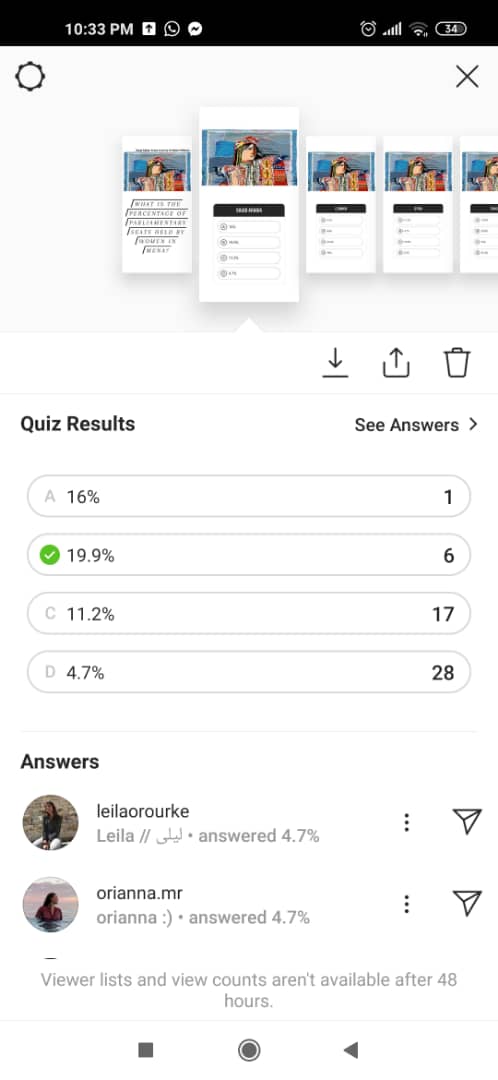 10:33 PM
34
WHAT IS THE
PERCENTAGE OF
PARLIAMENTARY
SEATS HELD BY
WOMEN IN
MENA?
SAUDI ARABIA
Quiz Results
See Answers
A 16% 1
19.9% 6
C 11.2% 17
D 4.7% 28
Answers
leilaorourke
Leila // ليلى • answered 4.7%
orianna.mr
orianna :) • answered 4.7%
Viewer lists and view counts aren't available after 48
hours.